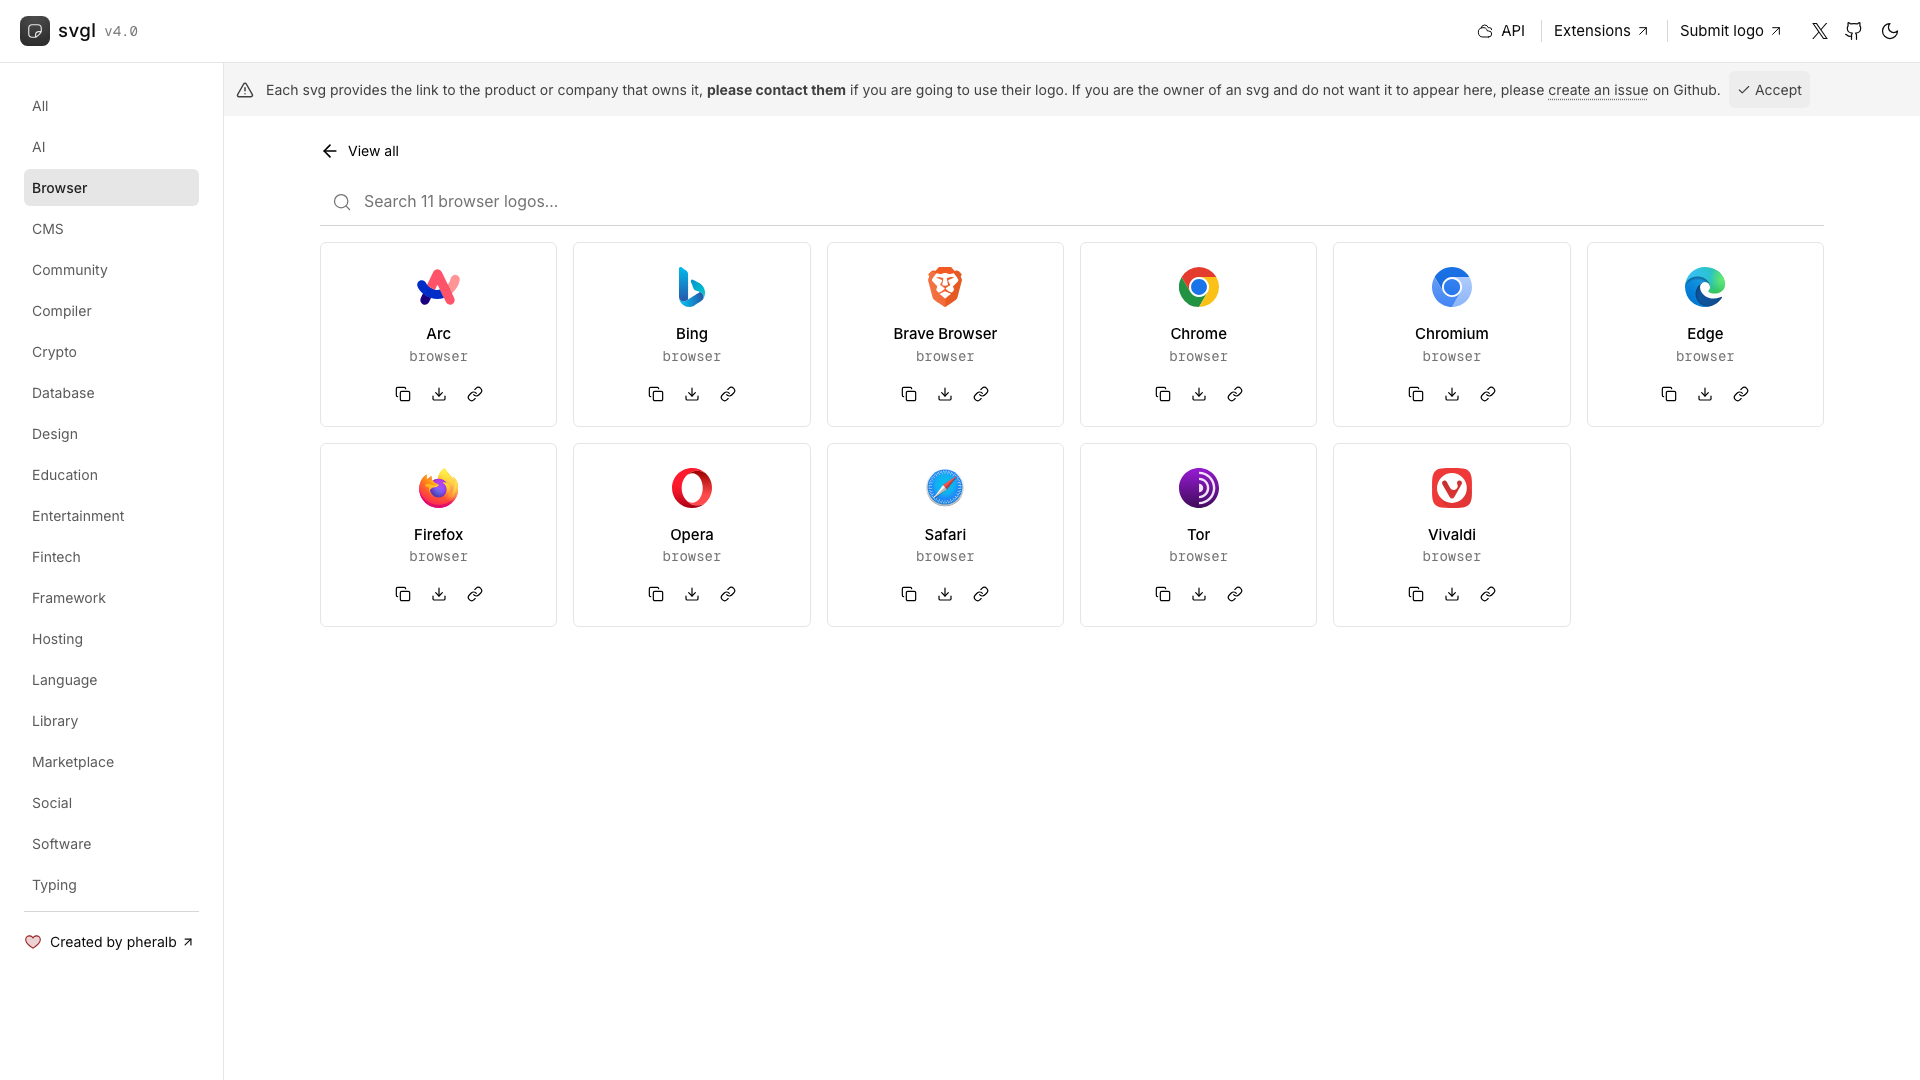 svgl v4.0
API
Extensions
Submit logo
All
AI
Browser
CMS
Community
Compiler
Crypto
Database
Design
Education
Entertainment
Fintech
Framework
Hosting
Language
Library
Marketplace
Social
Software
Typing
Created by pheralb
Each svg provides the link to the product or company that owns it, please contact them if you are going to use their logo. If you are the owner of an svg and do not want it to appear here, please create an issue on Github.
Accept
View all
Search 11 browser logos...
Arc
browser
Bing
browser
Brave Browser
browser
Chrome
browser
Chromium
browser
Edge
browser
Firefox
browser
Opera
browser
Safari
browser
Tor
browser
Vivaldi
browser